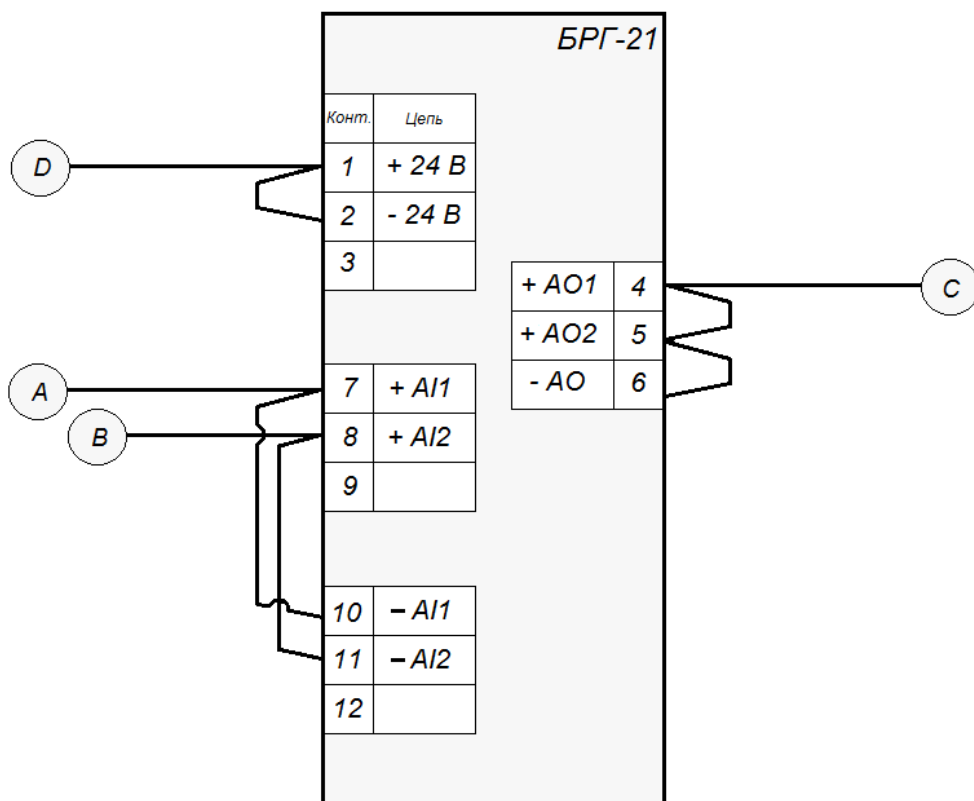 БРГ-21
Конт. Цепь
1 + 24 В
2 - 24 В
3
D
+ АО1 4
+ АО2 5
- АО 6
C
A
B
7 + AI1
8 + AI2
9
10 – AI1
11 – AI2
12